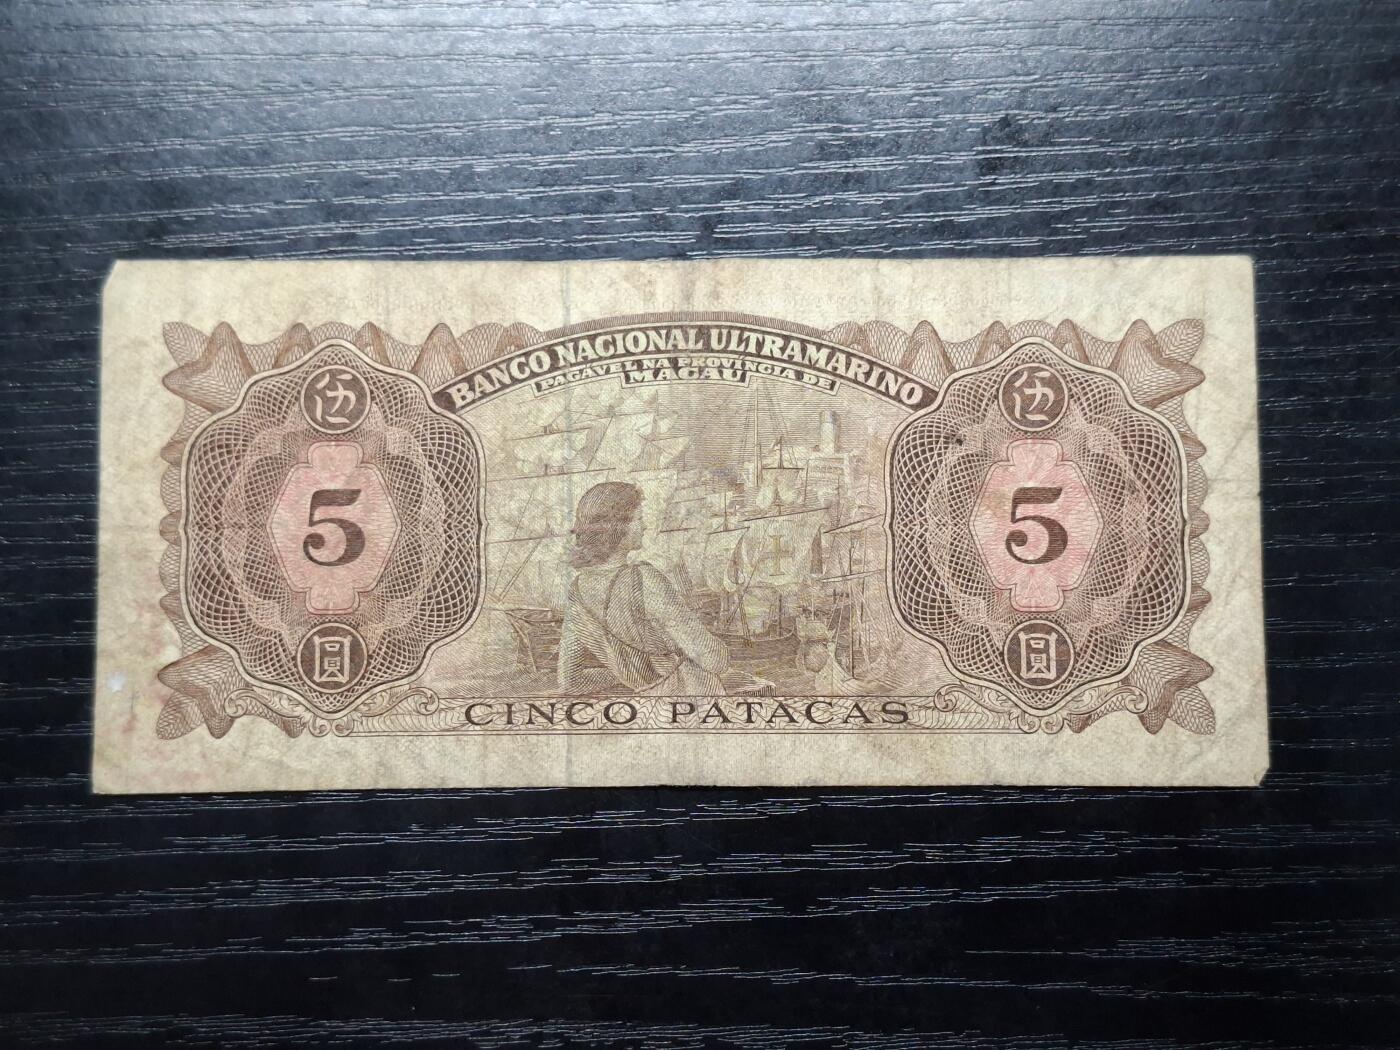 BANCO NACIONAL ULTRAMARINO
PAGÁVEL NA PROVÍNCIA DE
MACAU
伍
伍
5
5
圓
圓
CINCO PATACAS